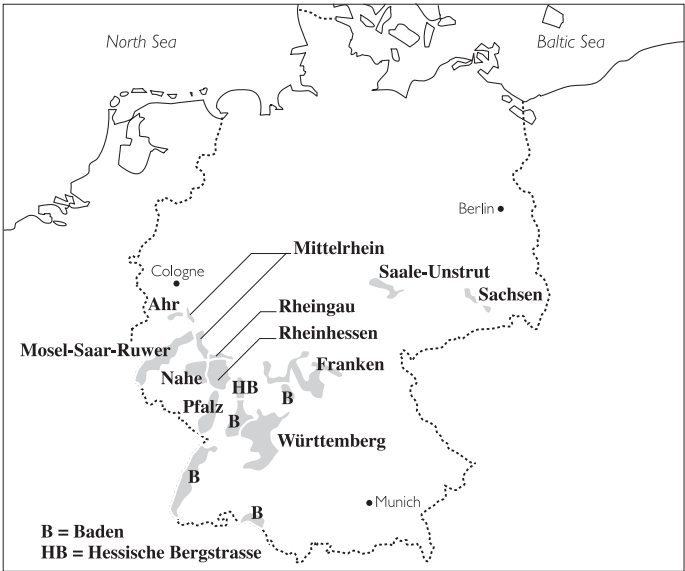 North Sea
Baltic Sea
Berlin
Mittelrhein
Cologne
Saale-Unstrut
Ahr
Sachsen
Rheingau
Rheinhessen
Mosel-Saar-Ruwer
Franken
Nahe
HB
B
Pfalz
B
Württemberg
B
Munich
B
B = Baden
HB = Hessische Bergstrasse